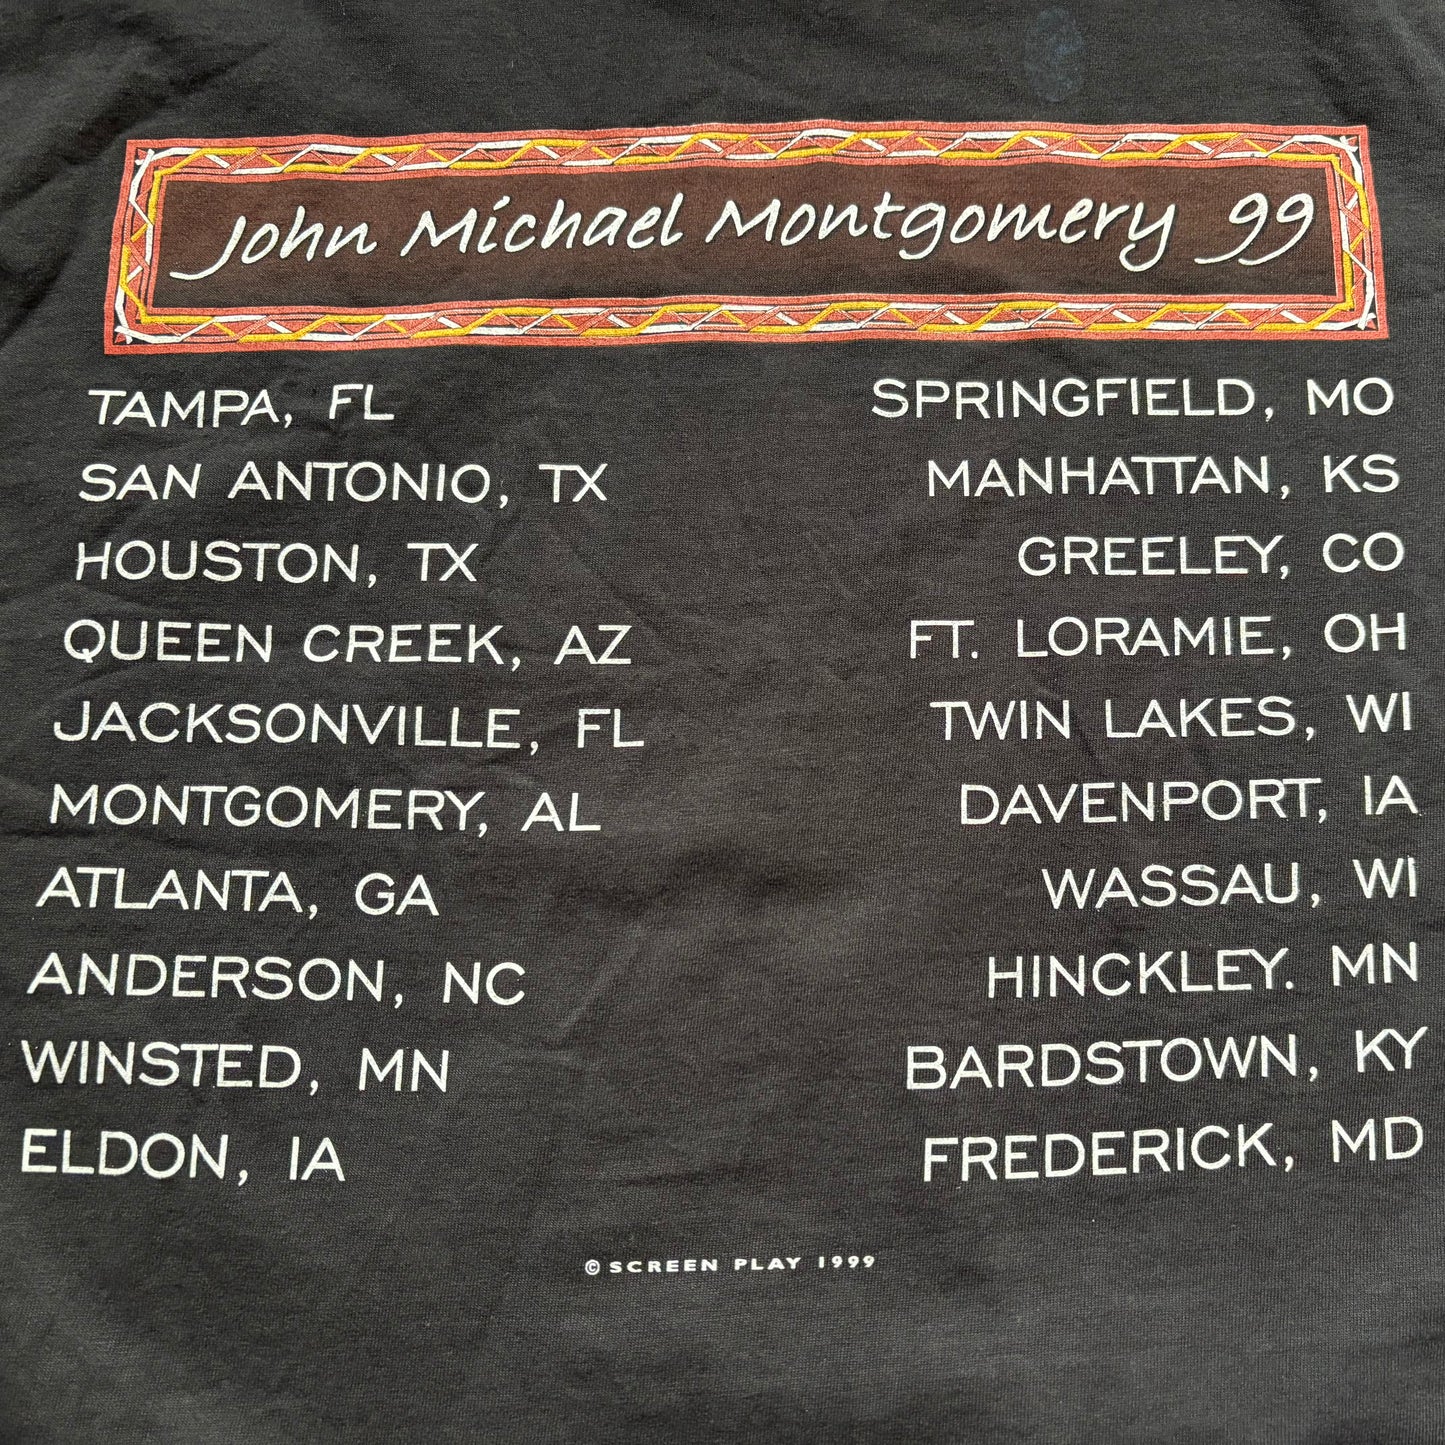 John Michael Montgomery 99
TAMPA, FL
SAN ANTONIO, TX
HOUSTON, TX
QUEEN CREEK, AZ
JACKSONVILLE, FL
MONTGOMERY, AL
ATLANTA, GA
ANDERSON, NC
WINSTED, MN
ELDON, IA
SPRINGFIELD, MO
MANHATTAN, KS
GREELEY, CO
FT. LORAMIE, OH
TWIN LAKES, WI
DAVENPORT, IA
WASSAU, WI
HINCKLEY. MN
BARDSTOWN, KY
FREDERICK, MD
© SCREEN PLAY 1999